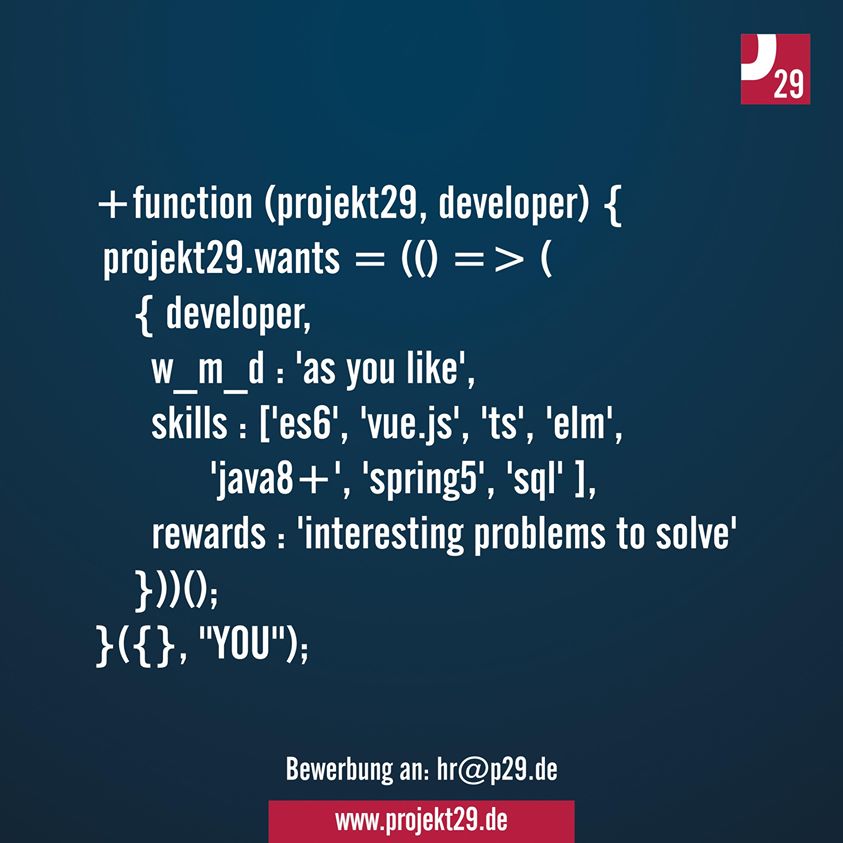 29
+function (projekt29, developer) {
projekt29.wants = (() => (
{ developer,
w_m_d : 'as you like',
skills : ['es6', 'vue.js', 'ts', 'elm',
'java8+', 'spring5', 'sql' ],
rewards : 'interesting problems to solve'
}))();
}({}, "YOU");
Bewerbung an: hr@p29.de
www.projekt29.de